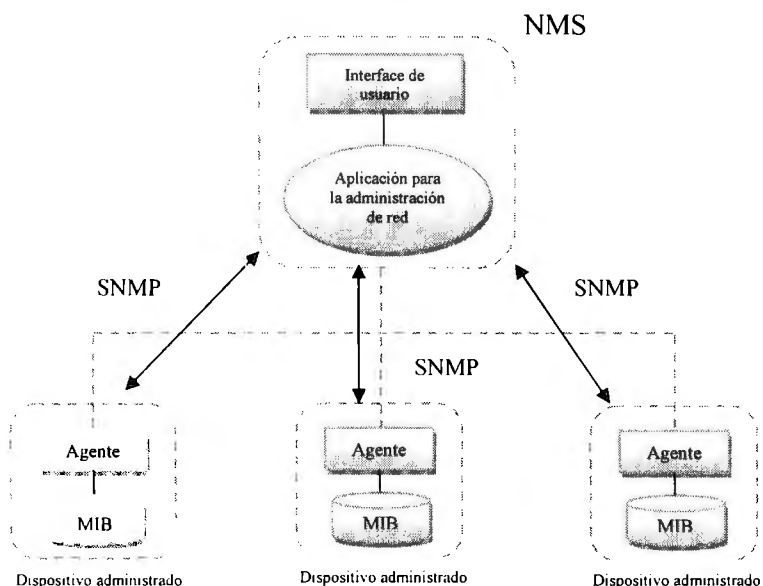 NMS
Interface de
usuario
Aplicación para
la administración
de red
SNMP
SNMP
SNMP
Agente
MIB
Dispositivo administrado
Agente
MIB
Dispositivo administrado
Agente
MIB
Dispositivo administrado